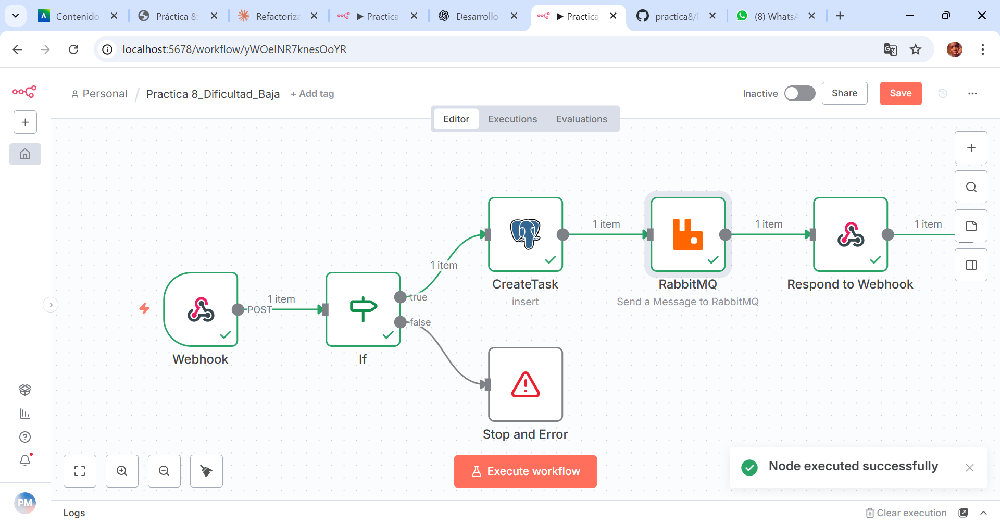 Contenido
Práctica 8:
Refactoriza
Practica
Desarrollo
Practica
practica8/
(8) WhatsA
localhost:5678/workflow/yWOeINR7knesOoYR
Personal / Practica 8_Dificultad_Baja + Add tag
Inactive
Share
Save
Editor
Executions
Evaluations
1 item
1 item
1 item
1 item
CreateTask
insert
RabbitMQ
Send a Message to RabbitMQ
Respond to Webhook
1 item
POST
true
false
Webhook
If
Stop and Error
Execute workflow
Node executed successfully
PM
Logs
Clear execution